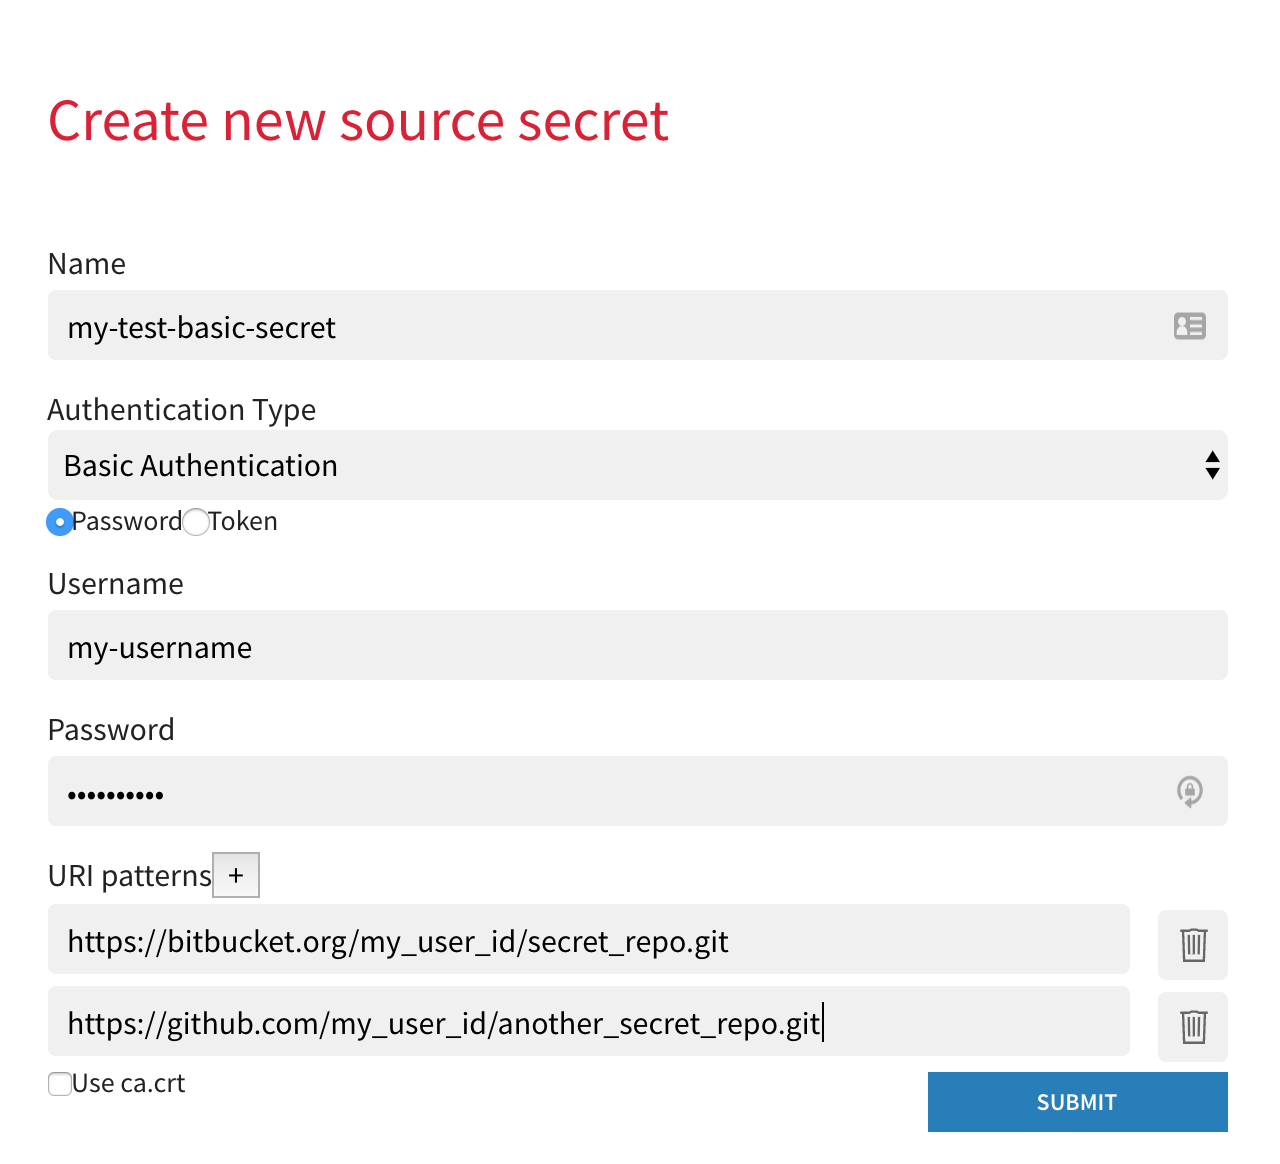 Create new source secret
Name
my-test-basic-secret
Authentication Type
Basic Authentication
Password Token
Username
my-username
Password
••••••••••
URI patterns +
https://bitbucket.org/my_user_id/secret_repo.git
https://github.com/my_user_id/another_secret_repo.git
Use ca.crt
SUBMIT